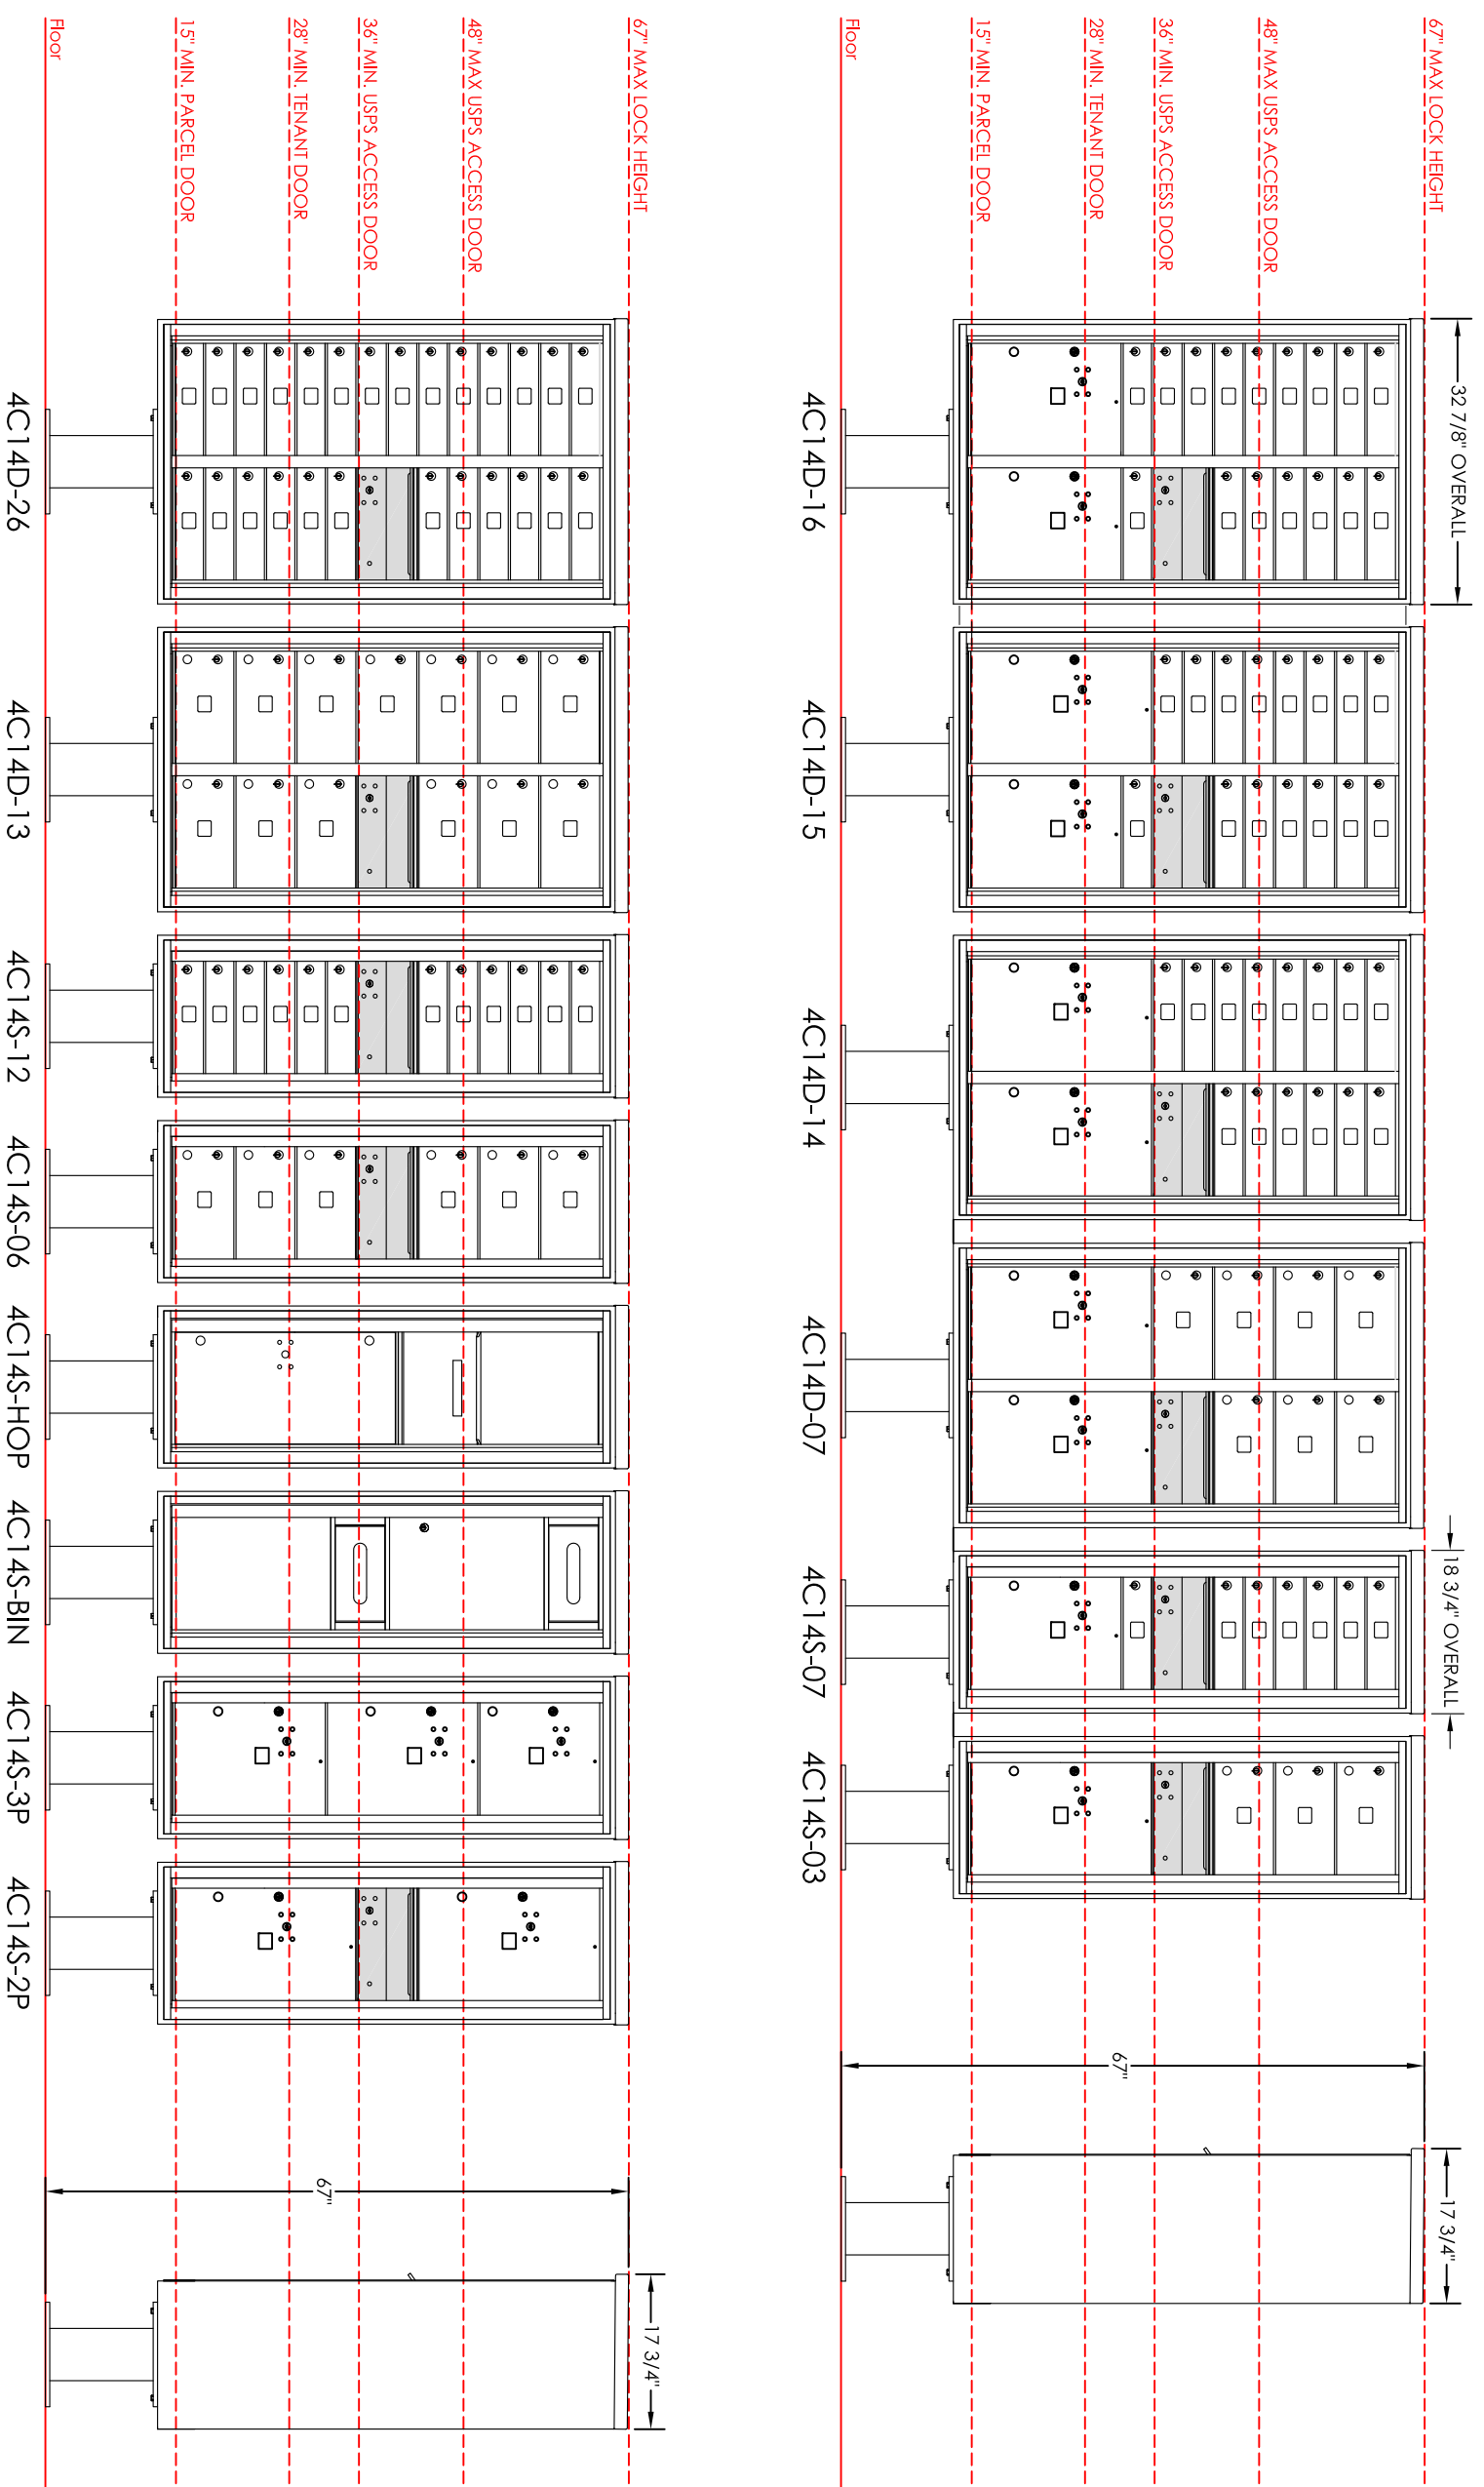 32 7/8" OVERALL
18 3/4" OVERALL
17 3/4"
67" MAX LOCK HEIGHT
48" MAX USPS ACCESS DOOR
36" MIN. USPS ACCESS DOOR
28" MIN. TENANT DOOR
15" MIN. PARCEL DOOR
Floor
67"
4C14D-16
4C14D-15
4C14D-14
4C14D-07
4C14S-07
4C14S-03
17 3/4"
67" MAX LOCK HEIGHT
48" MAX USPS ACCESS DOOR
36" MIN. USPS ACCESS DOOR
28" MIN. TENANT DOOR
15" MIN. PARCEL DOOR
Floor
67"
4C14D-26
4C14D-13
4C14S-12
4C14S-06
4C14S-HOP
4C14S-BIN
4C14S-3P
4C14S-2P